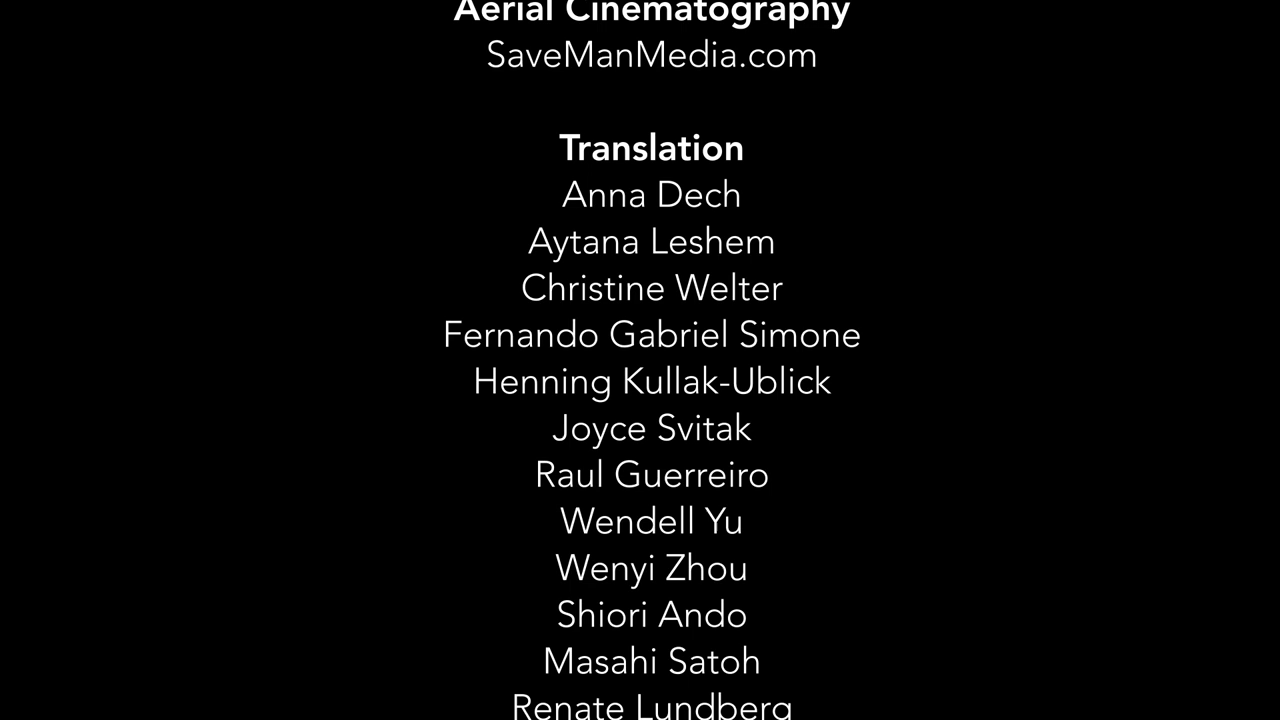 Aerial Cinematography
SaveManMedia.com
Translation
Anna Dech
Aytana Leshem
Christine Welter
Fernando Gabriel Simone
Henning Kullak-Ublick
Joyce Svitak
Raul Guerreiro
Wendell Yu
Wenyi Zhou
Shiori Ando
Masahi Satoh
Renate Lundberg